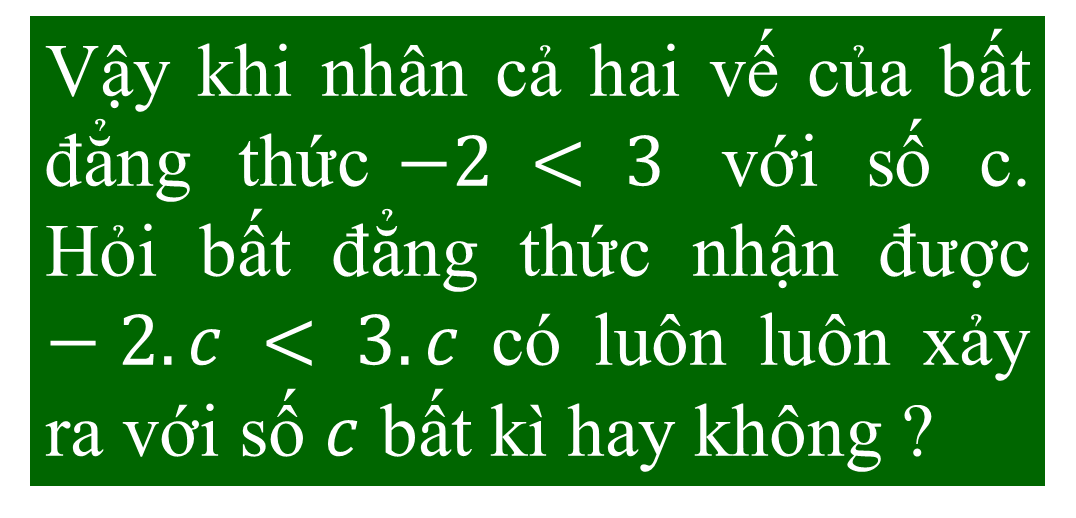 Vậy khi nhân cả hai vế của bất
đẳng thức −2 < 3 với số c.
Hỏi bất đẳng thức nhận được
− 2. c < 3. c có luôn luôn xảy
ra với số c bất kì hay không ?